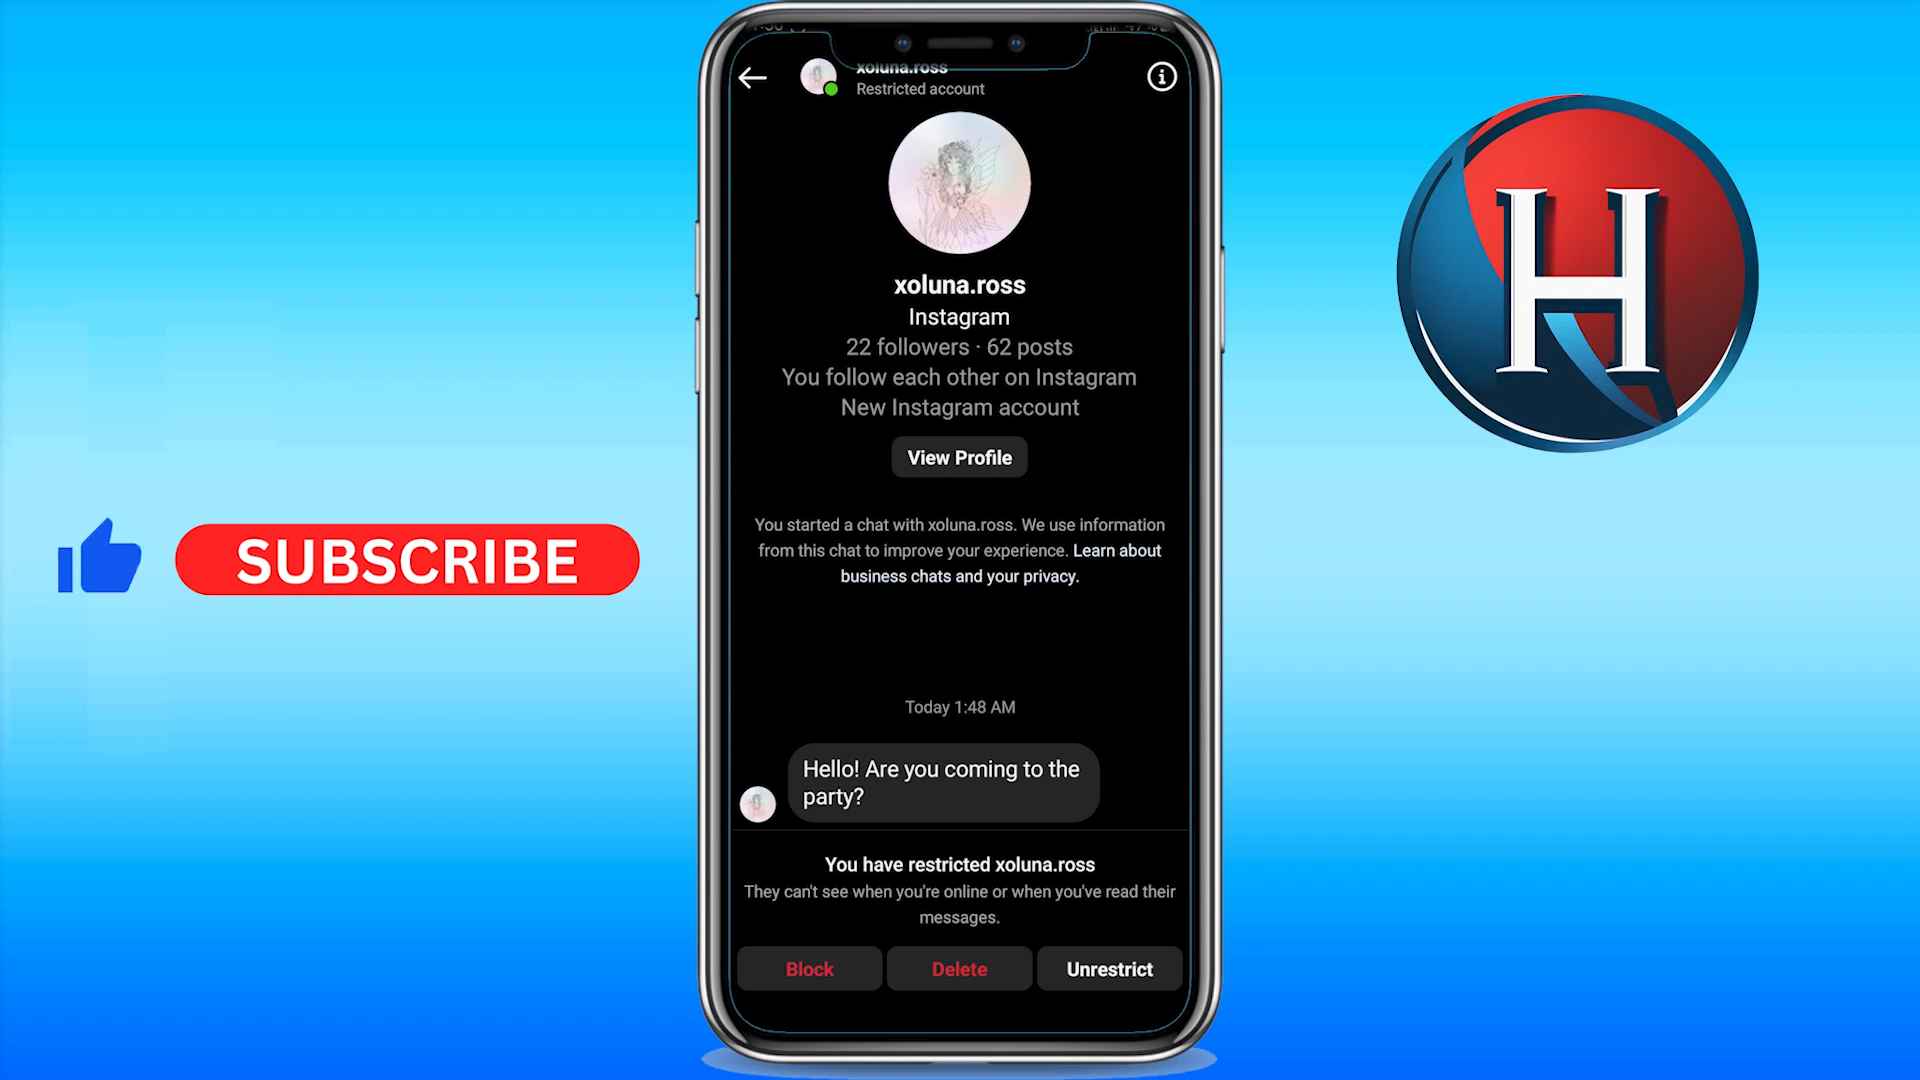 xoluna.ross
Restricted account
xoluna.ross
Instagram
22 followers · 62 posts
You follow each other on Instagram
New Instagram account
View Profile
You started a chat with xoluna.ross. We use information
from this chat to improve your experience. Learn about
business chats and your privacy.
Today 1:48 AM
Hello! Are you coming to the
party?
You have restricted xoluna.ross
They can't see when you're online or when you've read their
messages.
Block
Delete
Unrestrict
SUBSCRIBE
H